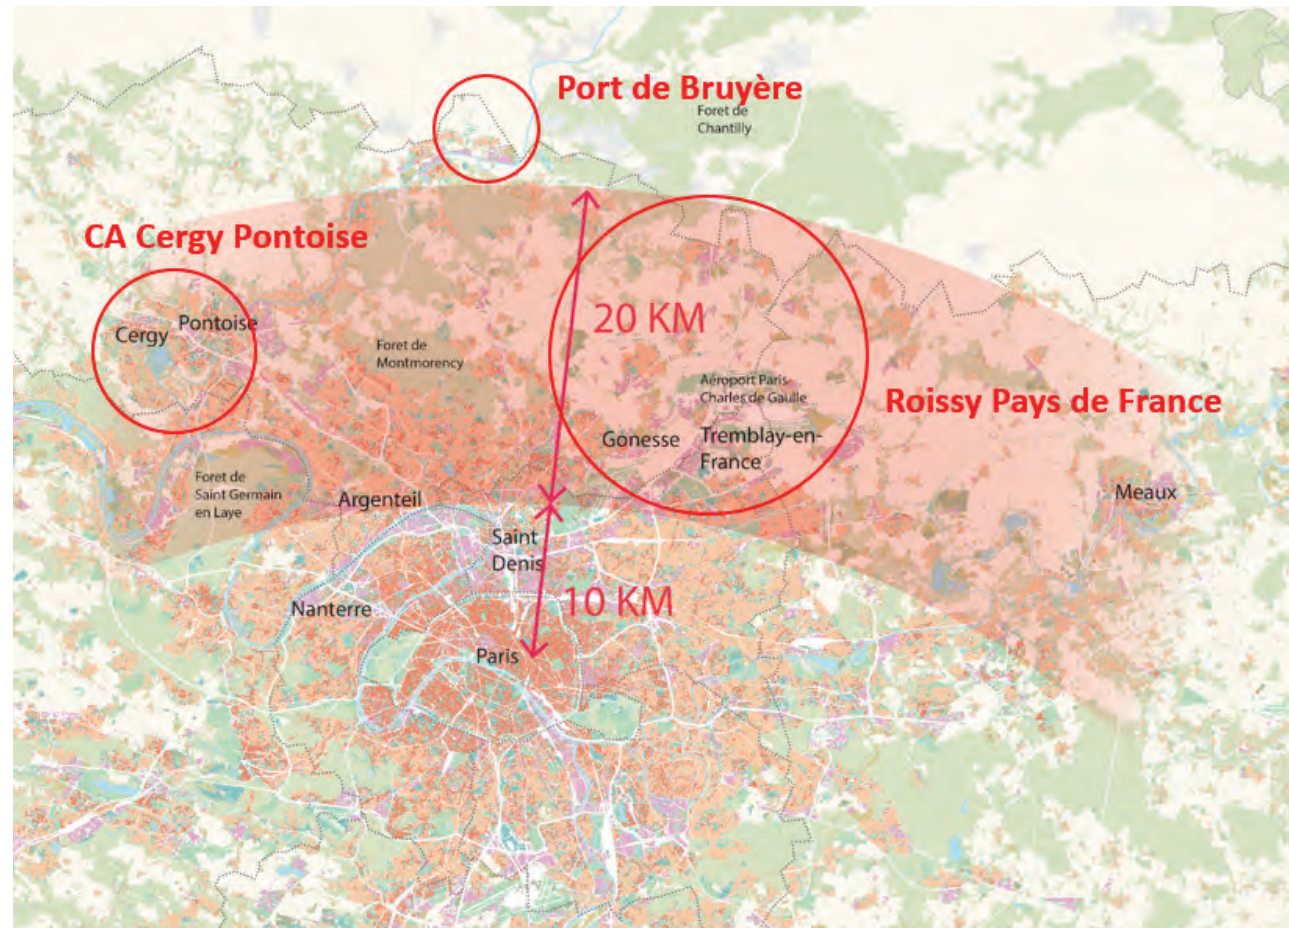 Port de Bruyère
Foret de
Chantilly
CA Cergy Pontoise
Pontoise
Cergy
20 KM
Foret de
Montmorency
Aéroport Paris
Charles de Gaulle
Roissy Pays de France
Gonesse
Tremblay-en-
France
Foret de
Saint Germain
en Laye
Argenteil
Meaux
Saint
Denis
Nanterre
10 KM
Paris